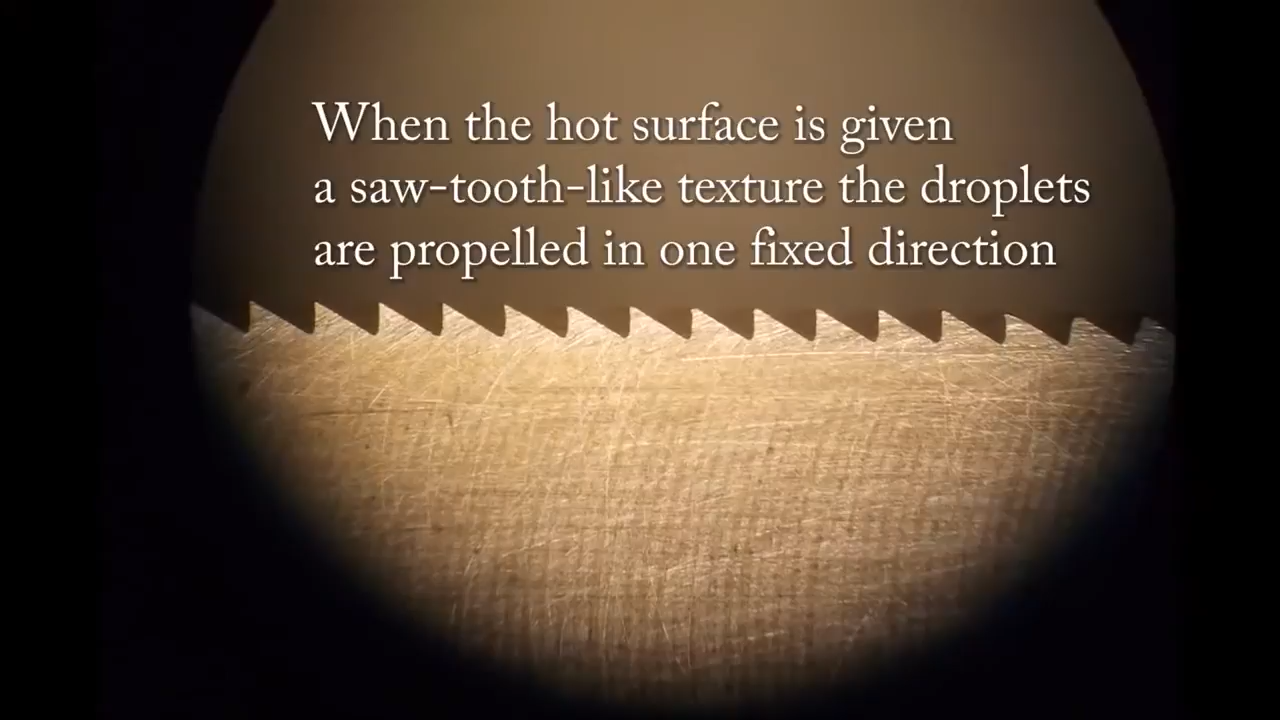 When the hot surface is given
a saw-tooth-like texture the droplets
are propelled in one fixed direction